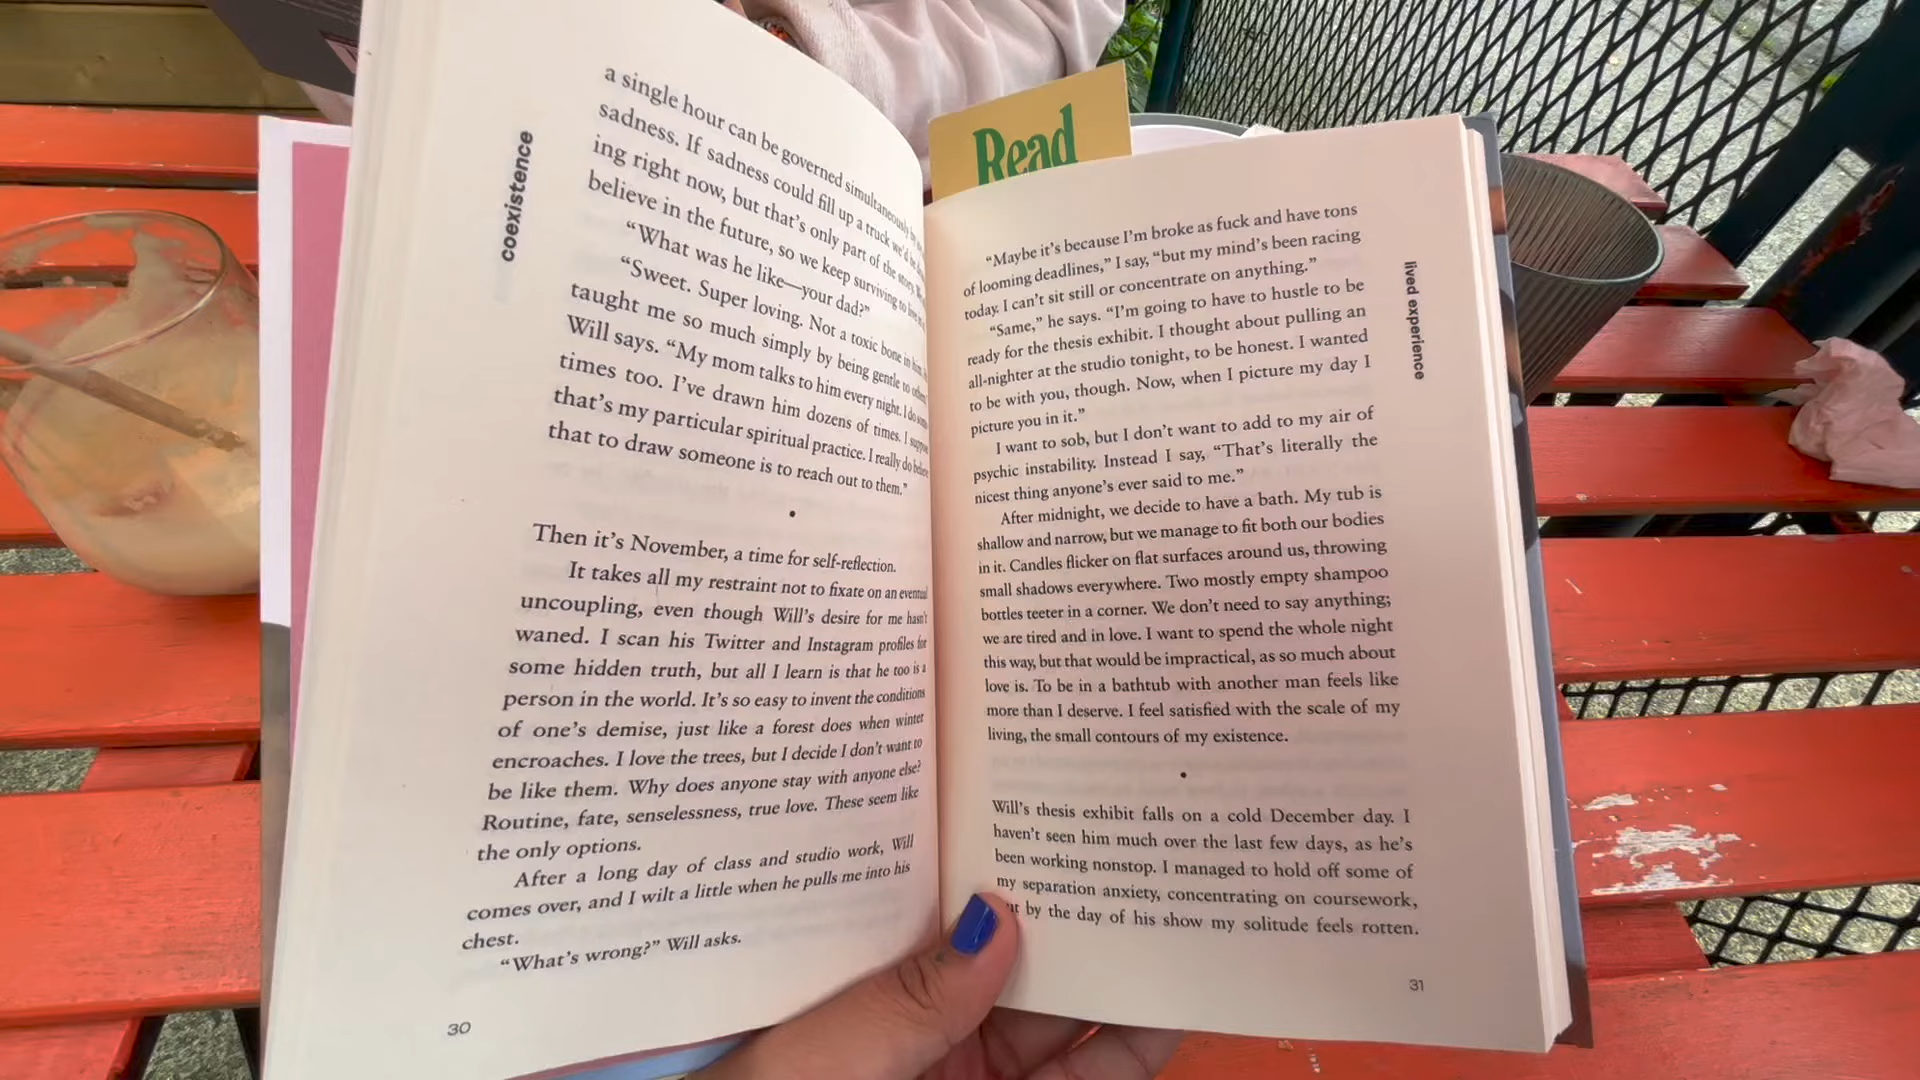 coexistence
a single hour can be governed simultaneously by
sadness. If sadness could fill up a truck we'd be
ing right now, but that's only part of the story. We
believe in the future, so we keep surviving to
“What was he like—your dad?”
“Sweet. Super loving. Not a toxic bone in him.
taught me so much simply by being gentle to others,”
Will says. “My mom talks to him every night. I do some
times too. I've drawn him dozens of times. I suppose
that's my particular spiritual practice. I really do believe
that to draw someone is to reach out to them.”
•
Then it's November, a time for self-reflection.
It takes all my restraint not to fixate on an eventual
uncoupling, even though Will's desire for me hasn't
waned. I scan his Twitter and Instagram profiles for
some hidden truth, but all I learn is that he too is a
person in the world. It's so easy to invent the conditions
of one's demise, just like a forest does when winter
encroaches. I love the trees, but I decide I don't want to
be like them. Why does anyone stay with anyone else?
Routine, fate, senselessness, true love. These seem like
the only options.
After a long day of class and studio work, Will
comes over, and I wilt a little when he pulls me into his
chest.
“What's wrong?” Will asks.
30
Read
lived experience
“Maybe it's because I'm broke as fuck and have tons
of looming deadlines,” I say, “but my mind's been racing
today. I can't sit still or concentrate on anything.”
“Same,” he says. “I'm going to have to hustle to be
ready for the thesis exhibit. I thought about pulling an
all-nighter at the studio tonight, to be honest. I wanted
to be with you, though. Now, when I picture my day I
picture you in it.”
I want to sob, but I don't want to add to my air of
psychic instability. Instead I say, “That's literally the
nicest thing anyone's ever said to me.”
After midnight, we decide to have a bath. My tub is
shallow and narrow, but we manage to fit both our bodies
in it. Candles flicker on flat surfaces around us, throwing
small shadows everywhere. Two mostly empty shampoo
bottles teeter in a corner. We don't need to say anything;
we are tired and in love. I want to spend the whole night
this way, but that would be impractical, as so much about
love is. To be in a bathtub with another man feels like
more than I deserve. I feel satisfied with the scale of my
living, the small contours of my existence.
•
Will's thesis exhibit falls on a cold December day. I
haven't seen him much over the last few days, as he's
been working nonstop. I managed to hold off some of
my separation anxiety, concentrating on coursework,
by the day of his show my solitude feels rotten.
31